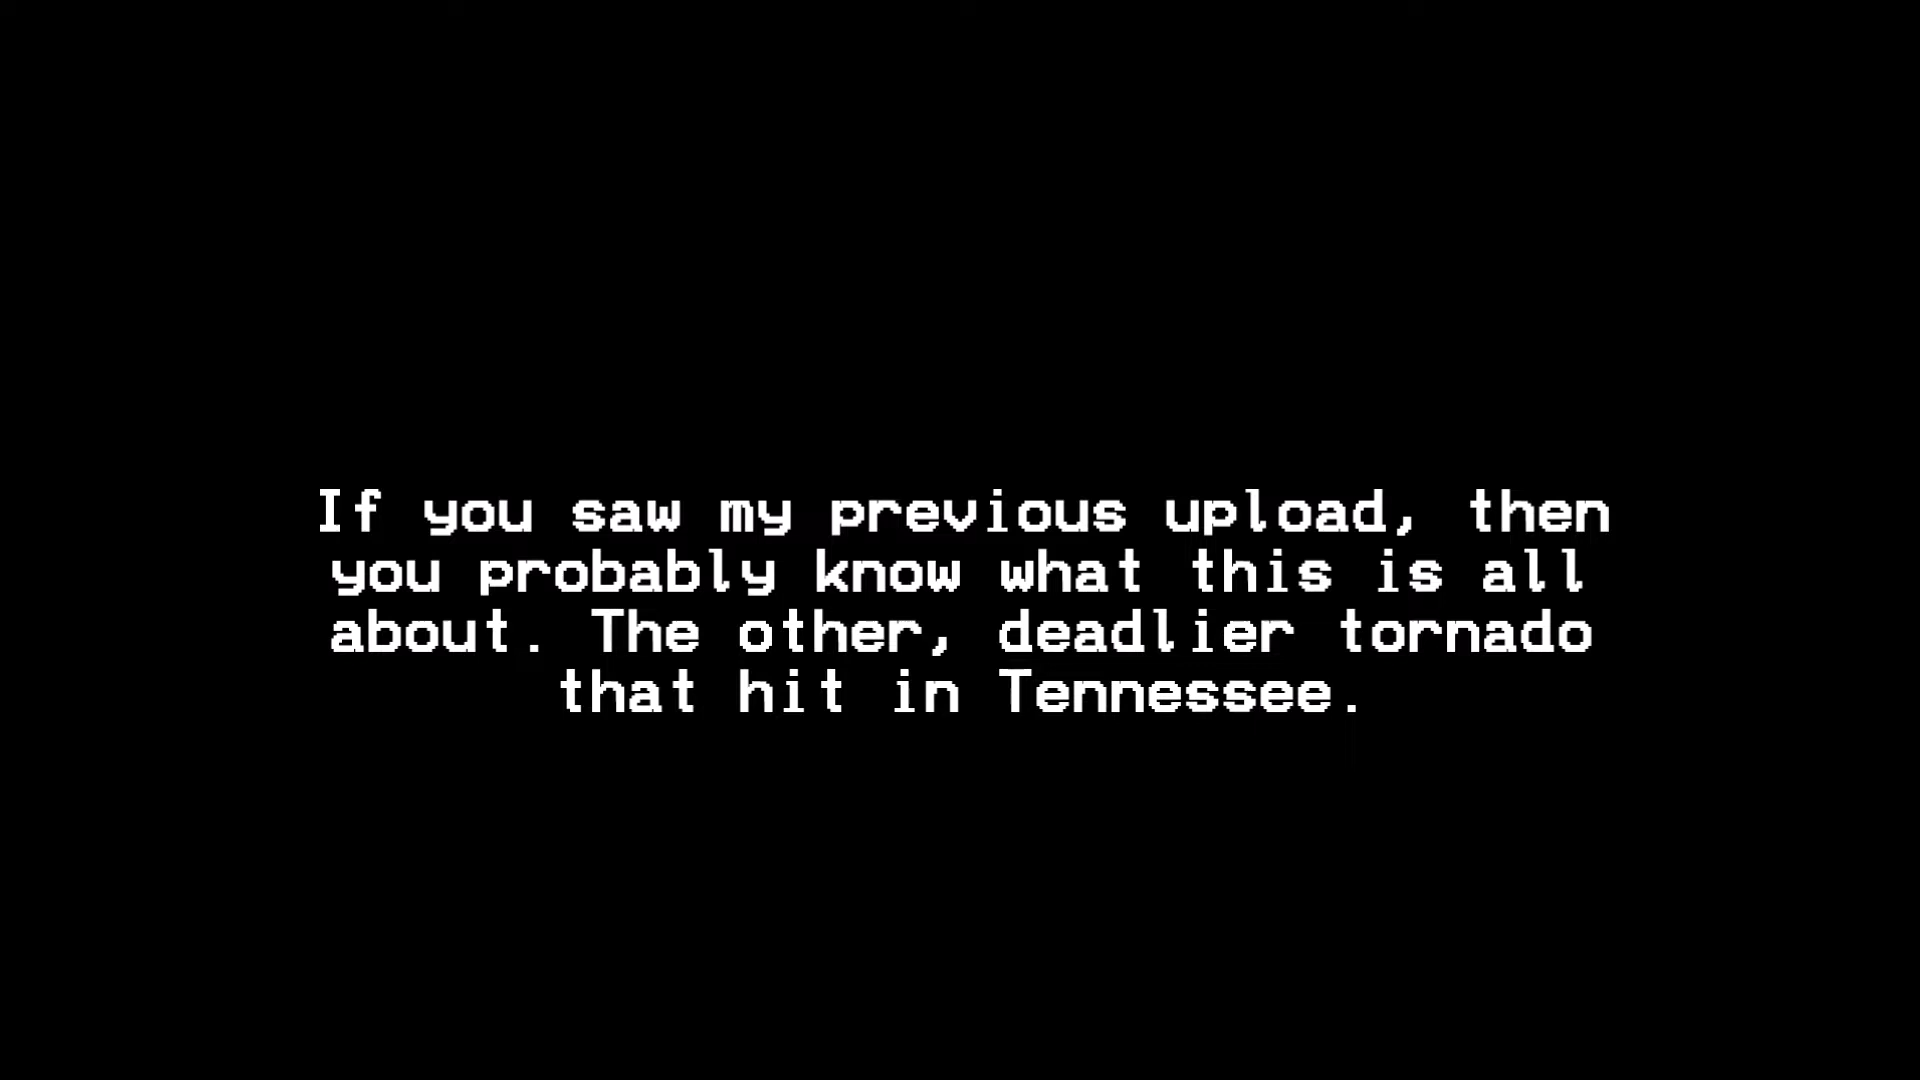 If you saw my previous upload, then
you probably know what this is all
about. The other, deadlier tornado
that hit in Tennessee.